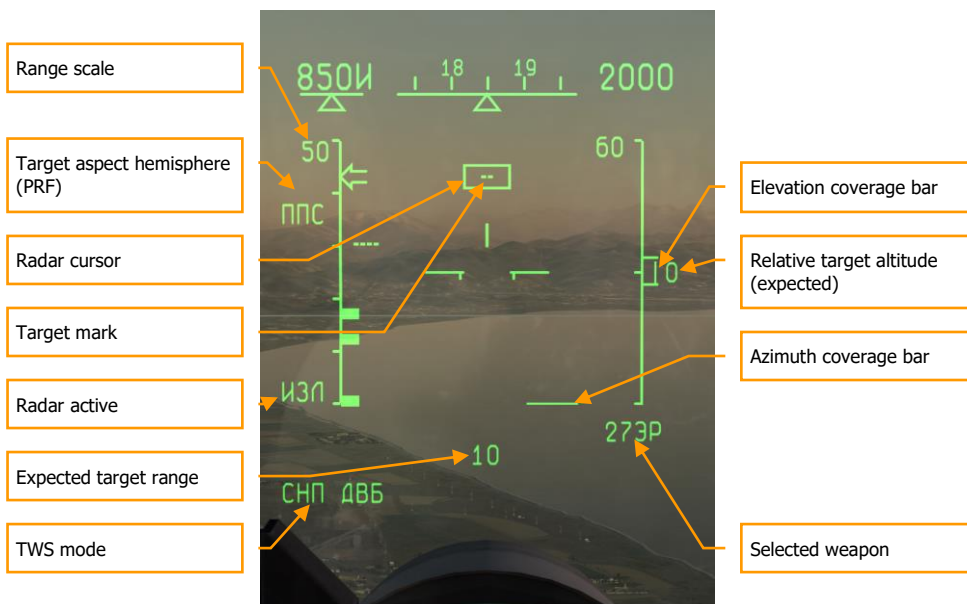 Range scale
Target aspect hemisphere
(PRF)
Radar cursor
Target mark
Radar active
Expected target range
TWS mode
850И 18 19 2000
50 60
ППС
0
ИЗЛ
27ЭР
10
СНП ДВБ
Elevation coverage bar
Relative target altitude
(expected)
Azimuth coverage bar
Selected weapon